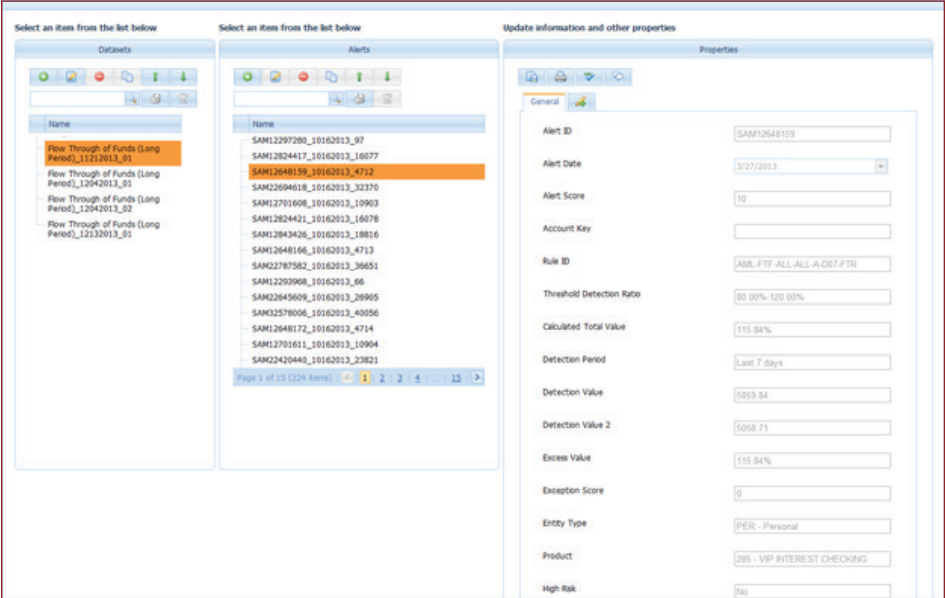 Select an item from the list below
Select an item from the list below
Update information and other properties
Datasets
Alerts
Properties
General
Name
Flow Through of Funds (Long
Period)_11212013_01
Flow Through of Funds (Long
Period)_12042013_01
Flow Through of Funds (Long
Period)_12042013_02
Flow Through of Funds (Long
Period)_12132013_01
Name
SAM12297280_10162013_97
SAM12824417_10162013_16077
SAM12648159_10162013_4712
SAM22694618_10162013_32370
SAM12701608_10162013_10903
SAM12824421_10162013_16078
SAM12843426_10162013_18816
SAM12648166_10162013_4713
SAM22787582_10162013_36651
SAM12293968_10162013_66
SAM22645609_10162013_26905
SAM32578006_10162013_40056
SAM12648172_10162013_4714
SAM12701611_10162013_10904
SAM22420440_10162013_23821
Page 1 of 15 (224 items) 1 2 3 4 ... 15
Alert ID SAM12648159
Alert Date 3/27/2013
Alert Score 10
Account Key
Rule ID AML-FTF-ALL-ALL-A-D07-FTR
Threshold Detection Ratio 80.00%-120.00%
Calculated Total Value 115.84%
Detection Period Last 7 days
Detection Value 5859.84
Detection Value 2 5058.71
Excess Value 115.84%
Exception Score 0
Entity Type PER - Personal
Product 285 - VIP INTEREST CHECKING
High Risk No